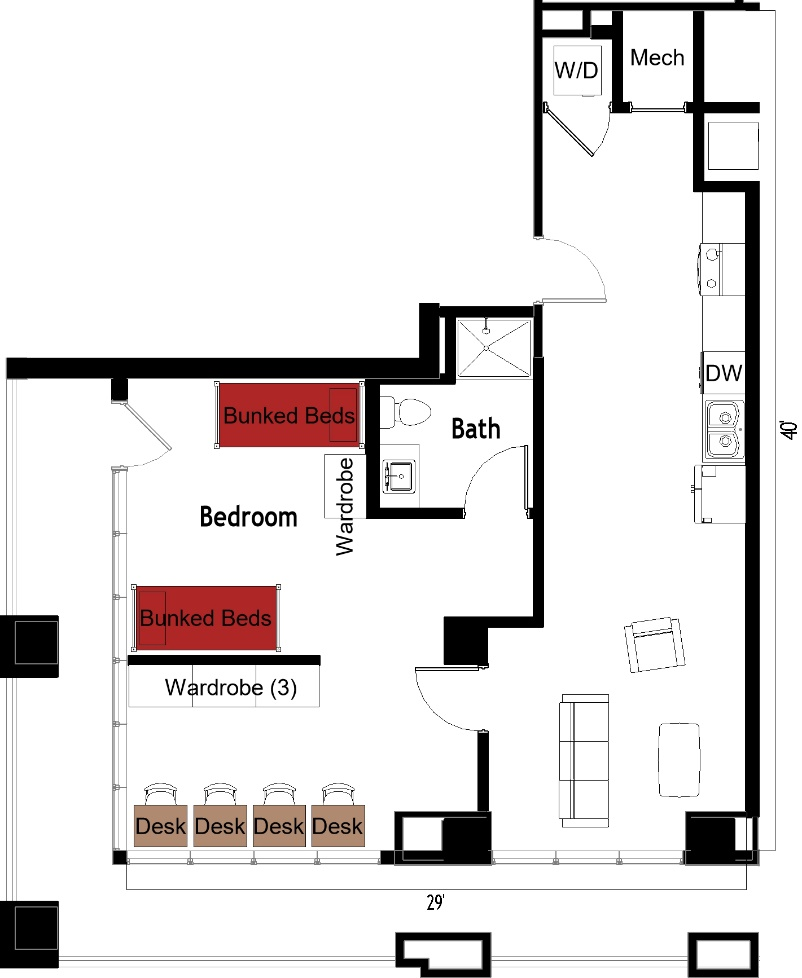 W/D
Mech
DW
40'
Bunked Beds
Bath
Wardrobe
Bedroom
Bunked Beds
Wardrobe (3)
Desk
Desk
Desk
Desk
29'